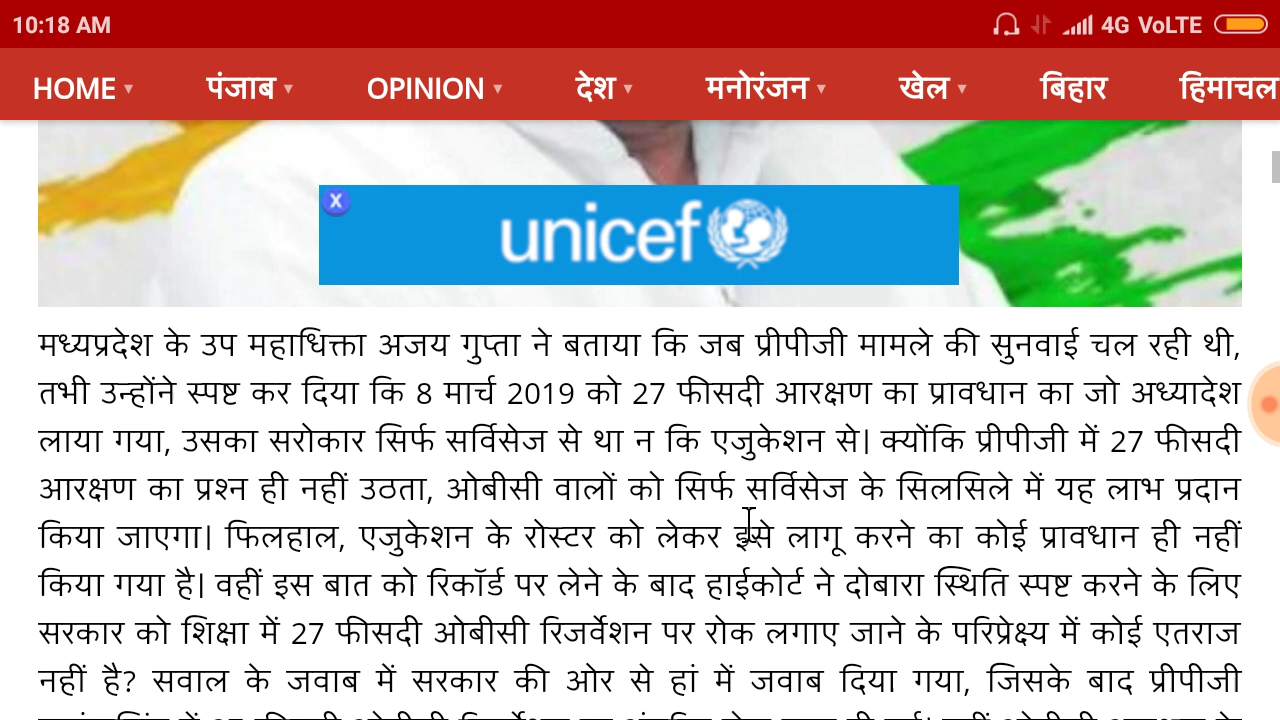 10:18 AM 4G VoLTE
HOME पंजाब OPINION देश मनोरंजन खेल बिहार हिमाचल
X unicef
मध्यप्रदेश के उप महाधिक्ता अजय गुप्ता ने बताया कि जब प्रीपीजी मामले की सुनवाई चल रही थी,
तभी उन्होंने स्पष्ट कर दिया कि 8 मार्च 2019 को 27 फीसदी आरक्षण का प्रावधान का जो अध्यादेश
लाया गया, उसका सरोकार सिर्फ सर्विसेज से था न कि एजुकेशन से। क्योंकि प्रीपीजी में 27 फीसदी
आरक्षण का प्रश्न ही नहीं उठता, ओबीसी वालों को सिर्फ सर्विसेज के सिलसिले में यह लाभ प्रदान
किया जाएगा। फिलहाल, एजुकेशन के रोस्टर को लेकर इसे लागू करने का कोई प्रावधान ही नहीं
किया गया है। वहीं इस बात को रिकॉर्ड पर लेने के बाद हाईकोर्ट ने दोबारा स्थिति स्पष्ट करने के लिए
सरकार को शिक्षा में 27 फीसदी ओबीसी रिजर्वेशन पर रोक लगाए जाने के परिप्रेक्ष्य में कोई एतराज
नहीं है? सवाल के जवाब में सरकार की ओर से हां में जवाब दिया गया, जिसके बाद प्रीपीजी